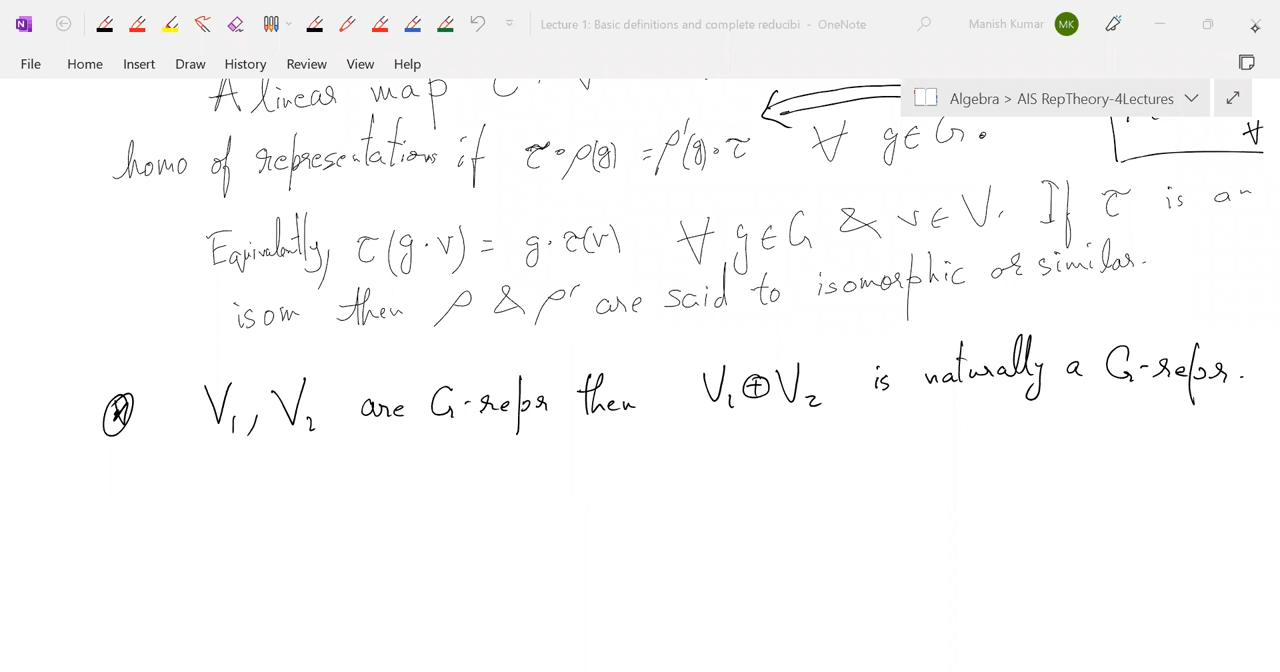 Lecture 1: Basic definitions and complete reducibi - OneNote
Manish Kumar
MK
File Home Insert Draw History Review View Help
Algebra > AIS RepTheory-4Lectures
A linear map τ : V
homo of representations if τ∘ρ(g) = ρ'(g)∘τ ∀ g∈G.
∀
Equivalently, τ(g·v) = g·τ(v) ∀ g∈G & v∈V. If τ is an
isom then ρ & ρ' are said to isomorphic or similar.
V₁, V₂ are G-repr then V₁⊕V₂ is naturally a G-repr.